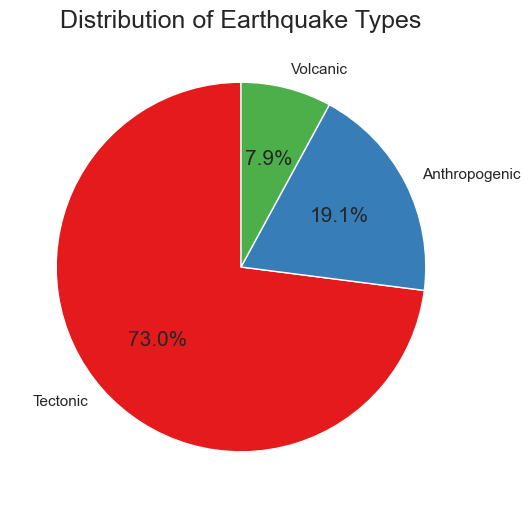 Distribution of Earthquake Types
Volcanic
7.9%
Anthropogenic
19.1%
73.0%
Tectonic